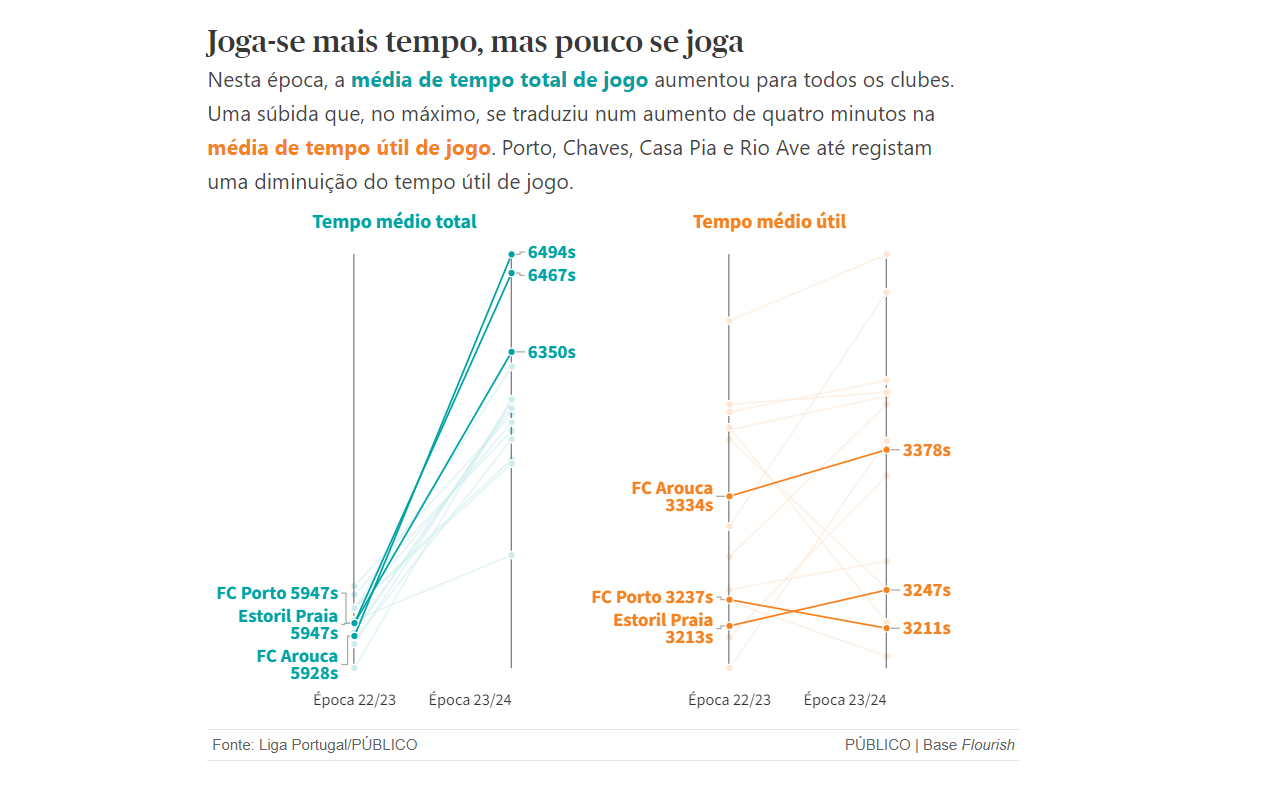 Joga-se mais tempo, mas pouco se joga
Nesta época, a média de tempo total de jogo aumentou para todos os clubes.
Uma súbida que, no máximo, se traduziu num aumento de quatro minutos na
média de tempo útil de jogo. Porto, Chaves, Casa Pia e Rio Ave até registam
uma diminuição do tempo útil de jogo.
Tempo médio total
6494s
6467s
6350s
FC Porto 5947s
Estoril Praia
5947s
FC Arouca
5928s
Época 22/23
Época 23/24
Tempo médio útil
FC Arouca
3334s
3378s
FC Porto 3237s
Estoril Praia
3213s
3247s
3211s
Época 22/23
Época 23/24
Fonte: Liga Portugal/PÚBLICO
PÚBLICO | Base Flourish